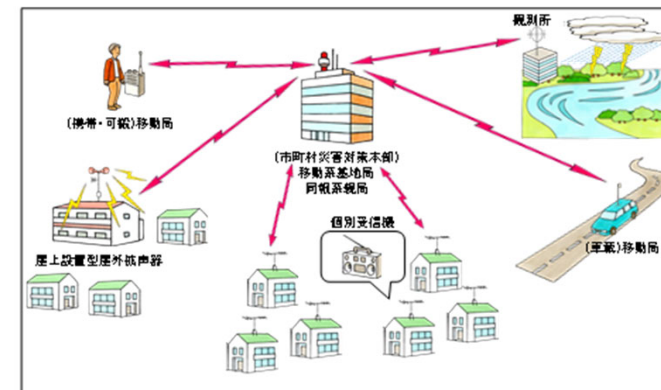 観測所
(携帯・可搬)移動局
(市町村災害対策本部)
移動系基地局
同報系親局
個別受信機
(車載)移動局
屋上設置型屋外拡声器